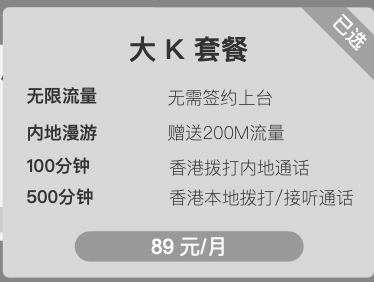 已选
大 K 套餐
无限流量 无需签约上台
内地漫游 赠送200M流量
100分钟 香港拨打内地通话
500分钟 香港本地拨打/接听通话
89 元/月